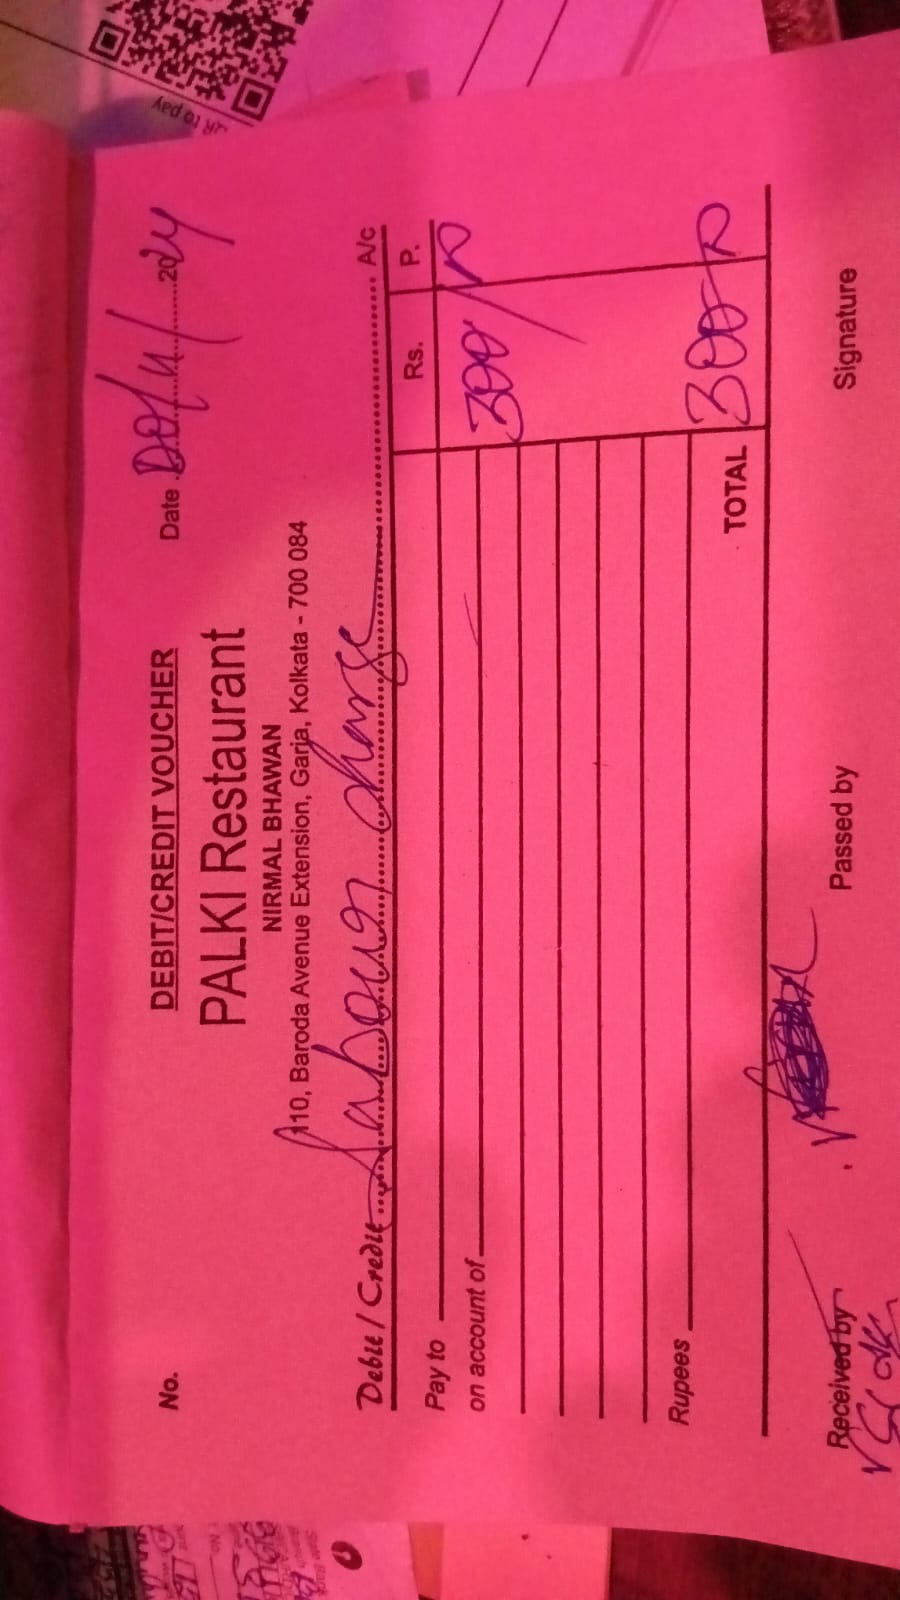 QR to pay
No.
DEBIT/CREDIT VOUCHER
Date 2024
PALKI Restaurant
NIRMAL BHAWAN
110, Baroda Avenue Extension, Garia, Kolkata - 700 084
Debit / Credit Labour charge A/c
Pay to Rs. P.
on account of 300/
Rupees
TOTAL 300
Received by Passed by Signature